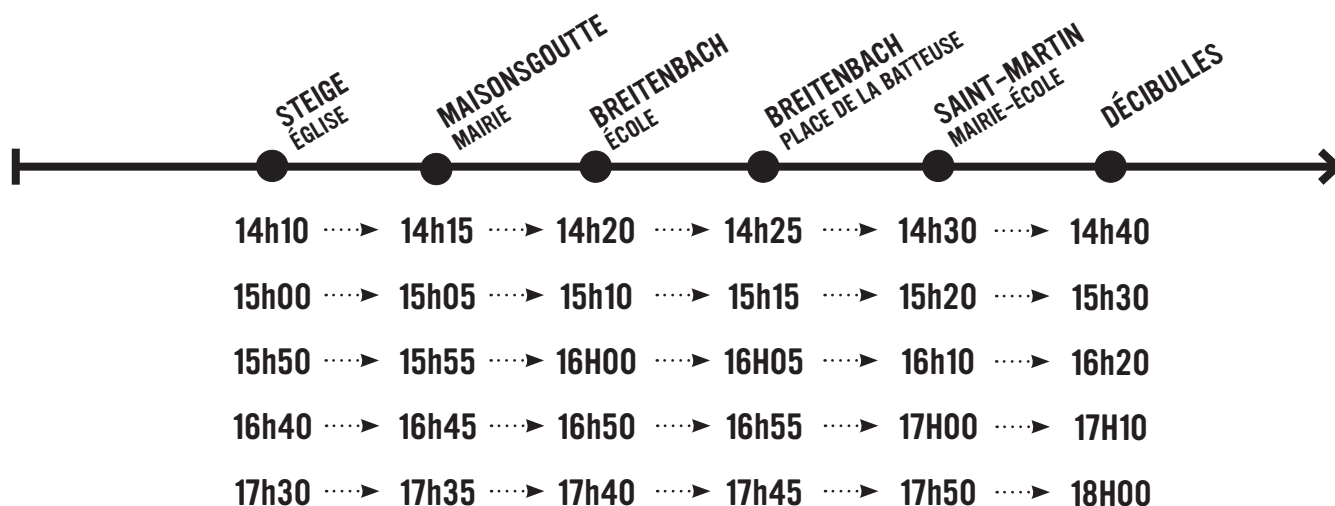 STEIGE
ÉGLISE
MAISONSGOUTTE
MAIRIE
BREITENBACH
ÉCOLE
BREITENBACH
PLACE DE LA BATTEUSE
SAINT-MARTIN
MAIRIE-ÉCOLE
DÉCIBULLES
14h10 14h15 14h20 14h25 14h30 14h40
15h00 15h05 15h10 15h15 15h20 15h30
15h50 15h55 16H00 16H05 16h10 16h20
16h40 16h45 16h50 16h55 17H00 17H10
17h30 17h35 17h40 17h45 17h50 18H00